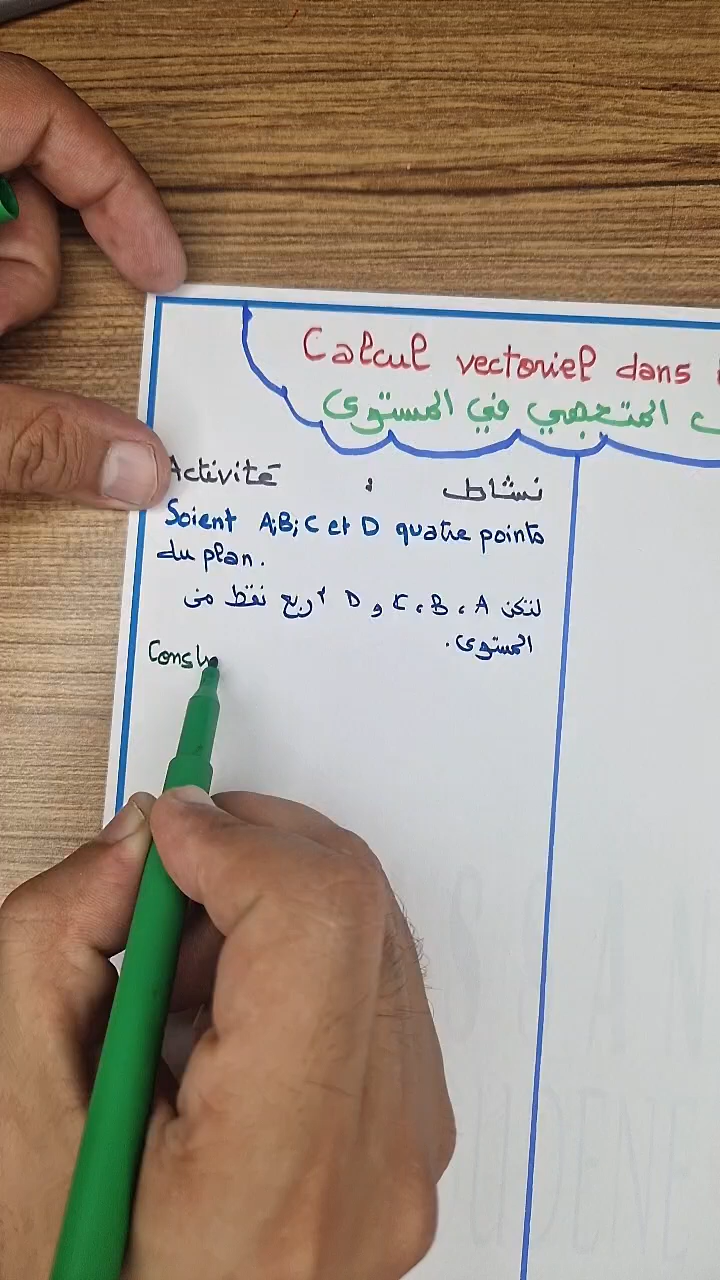 Calcul vectoriel dans
المتجهي في المستوى
Activité : نشاط
Soient A;B;C et D quatre points
du plan.
لتكن A ، B ، C و D أربع نقط من
المستوى.
Constr